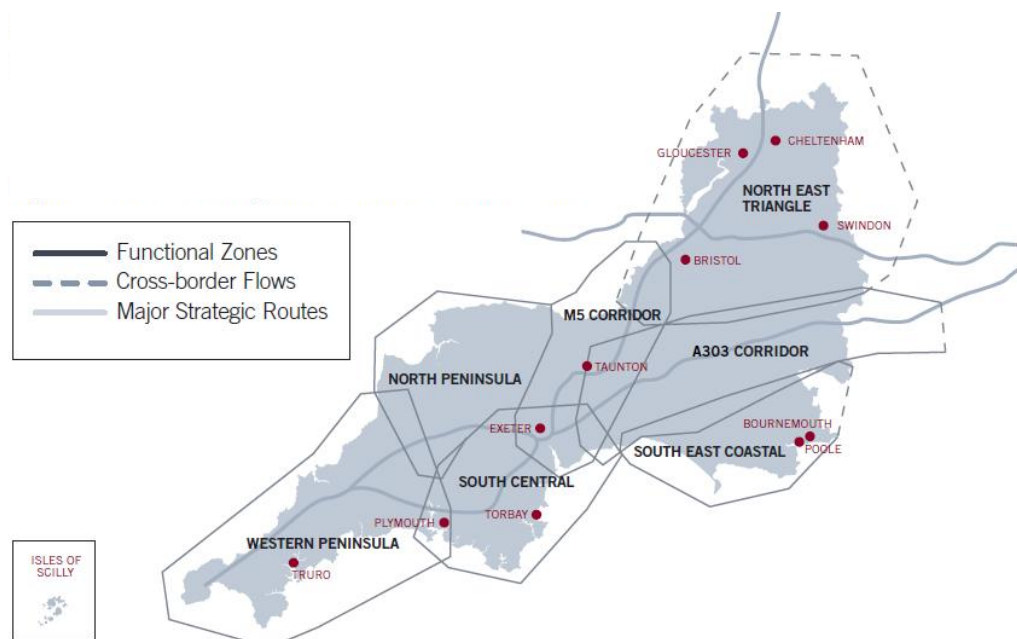 CHELTENHAM
GLOUCESTER
NORTH EAST
TRIANGLE
SWINDON
Functional Zones
Cross-border Flows
Major Strategic Routes
BRISTOL
M5 CORRIDOR
A303 CORRIDOR
TAUNTON
NORTH PENINSULA
BOURNEMOUTH
EXETER
POOLE
SOUTH EAST COASTAL
SOUTH CENTRAL
TORBAY
PLYMOUTH
WESTERN PENINSULA
ISLES OF
SCILLY
TRURO